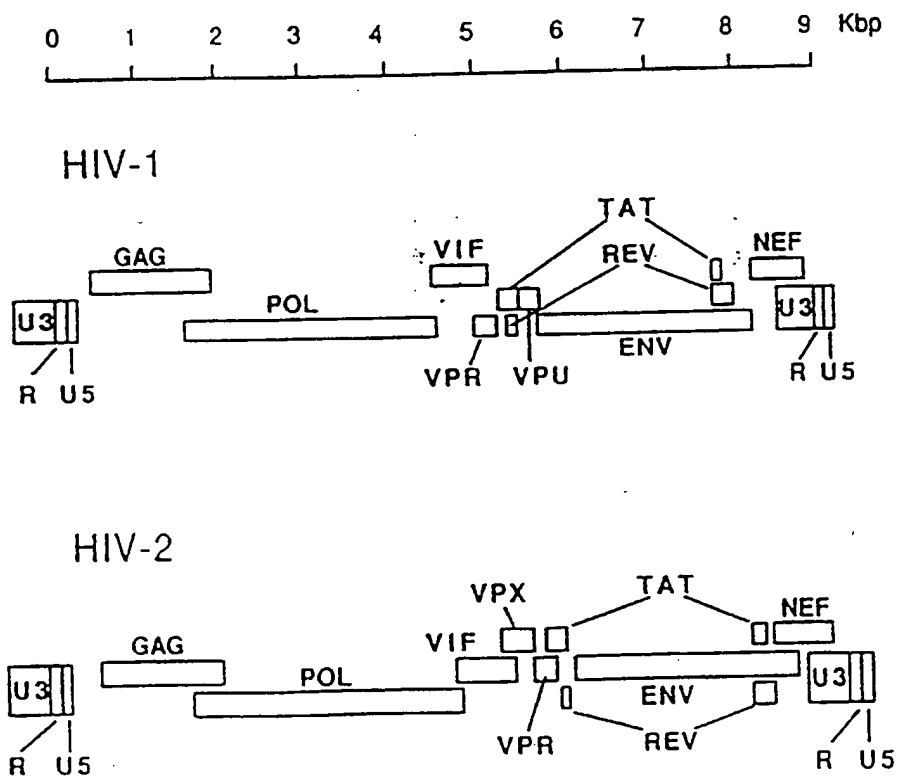 0 1 2 3 4 5 6 7 8 9 Kbp
HIV-1
TAT
GAG VIF REV NEF
U3 POL U3
ENV
VPR VPU
R U5 R U5
HIV-2
VPX TAT NEF
GAG VIF
U3 POL ENV U3
VPR REV
R U5 R U5